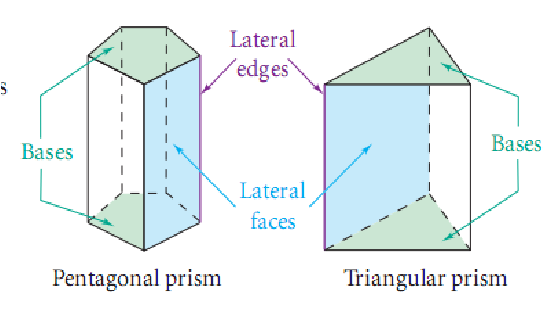 Lateral
edges
s
Bases
Bases
Lateral
faces
Pentagonal prism
Triangular prism